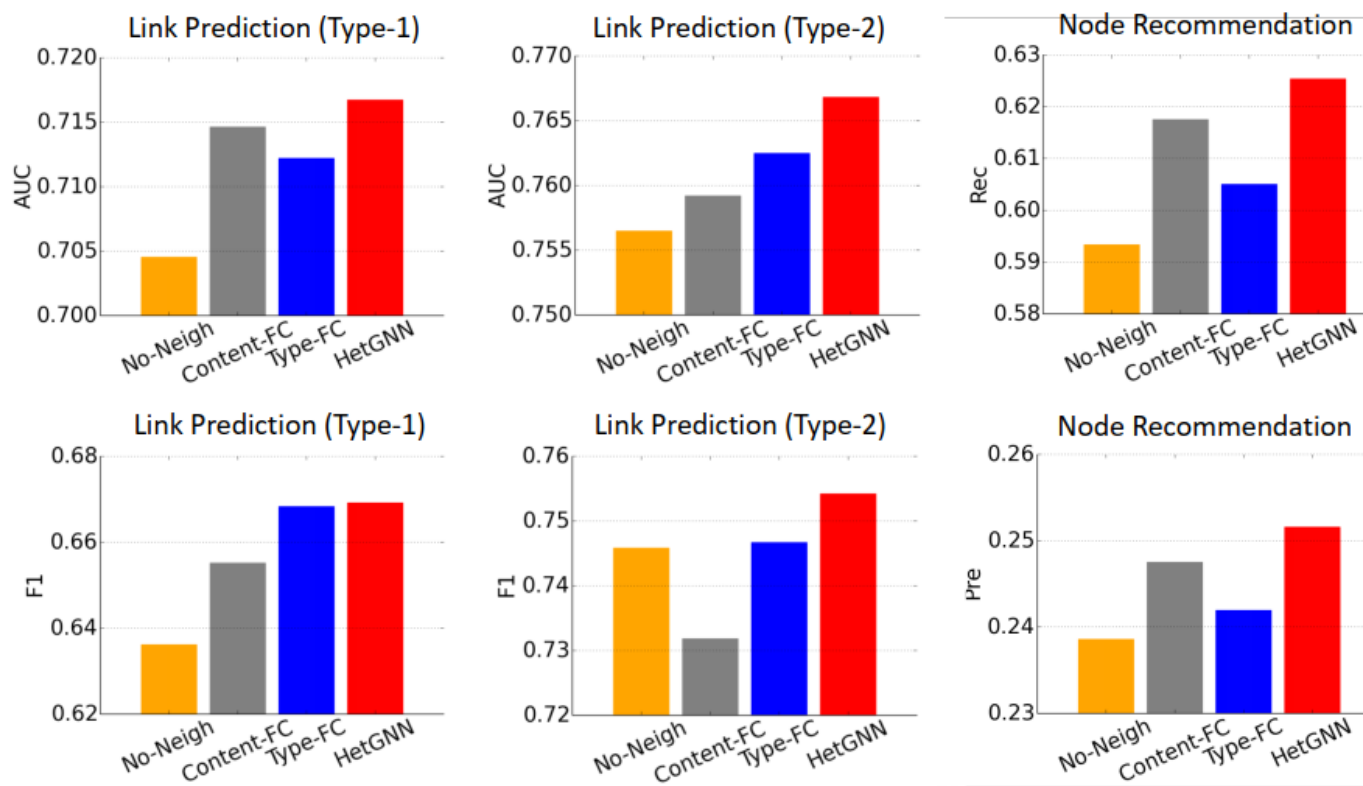 Link Prediction (Type-1)
0.720
0.715
0.710
0.705
0.700
AUC
No-Neigh
Content-FC
Type-FC
HetGNN
Link Prediction (Type-2)
0.770
0.765
0.760
0.755
0.750
AUC
No-Neigh
Content-FC
Type-FC
HetGNN
Node Recommendation
0.63
0.62
0.61
0.60
0.59
0.58
Rec
No-Neigh
Content-FC
Type-FC
HetGNN
Link Prediction (Type-1)
0.68
0.66
0.64
0.62
F1
No-Neigh
Content-FC
Type-FC
HetGNN
Link Prediction (Type-2)
0.76
0.75
0.74
0.73
0.72
F1
No-Neigh
Content-FC
Type-FC
HetGNN
Node Recommendation
0.26
0.25
0.24
0.23
Pre
No-Neigh
Content-FC
Type-FC
HetGNN